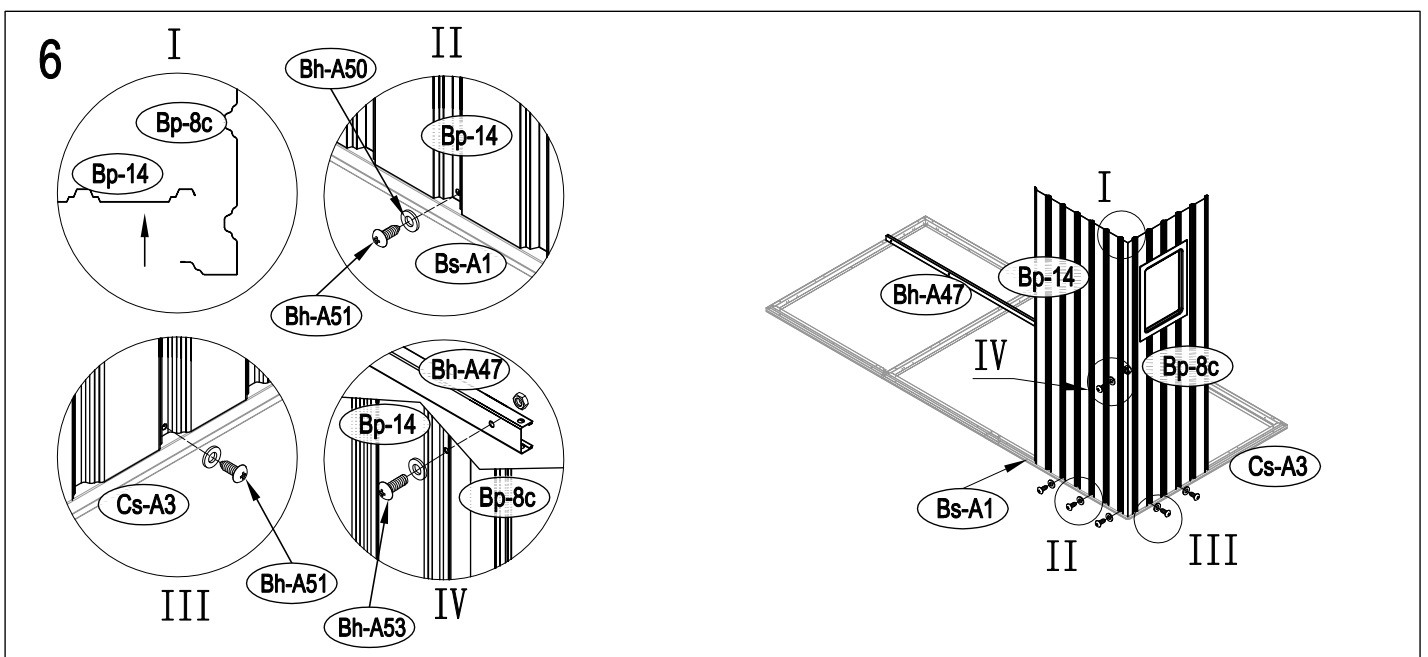 6
I
Bp-8c
Bp-14
II
Bh-A50
Bp-14
Bs-A1
Bh-A51
Cs-A3
Bh-A51
III
Bh-A47
Bp-14
Bp-8c
Bh-A53
IV
I
Bp-14
Bh-A47
IV
Bp-8c
Cs-A3
Bs-A1
II
III